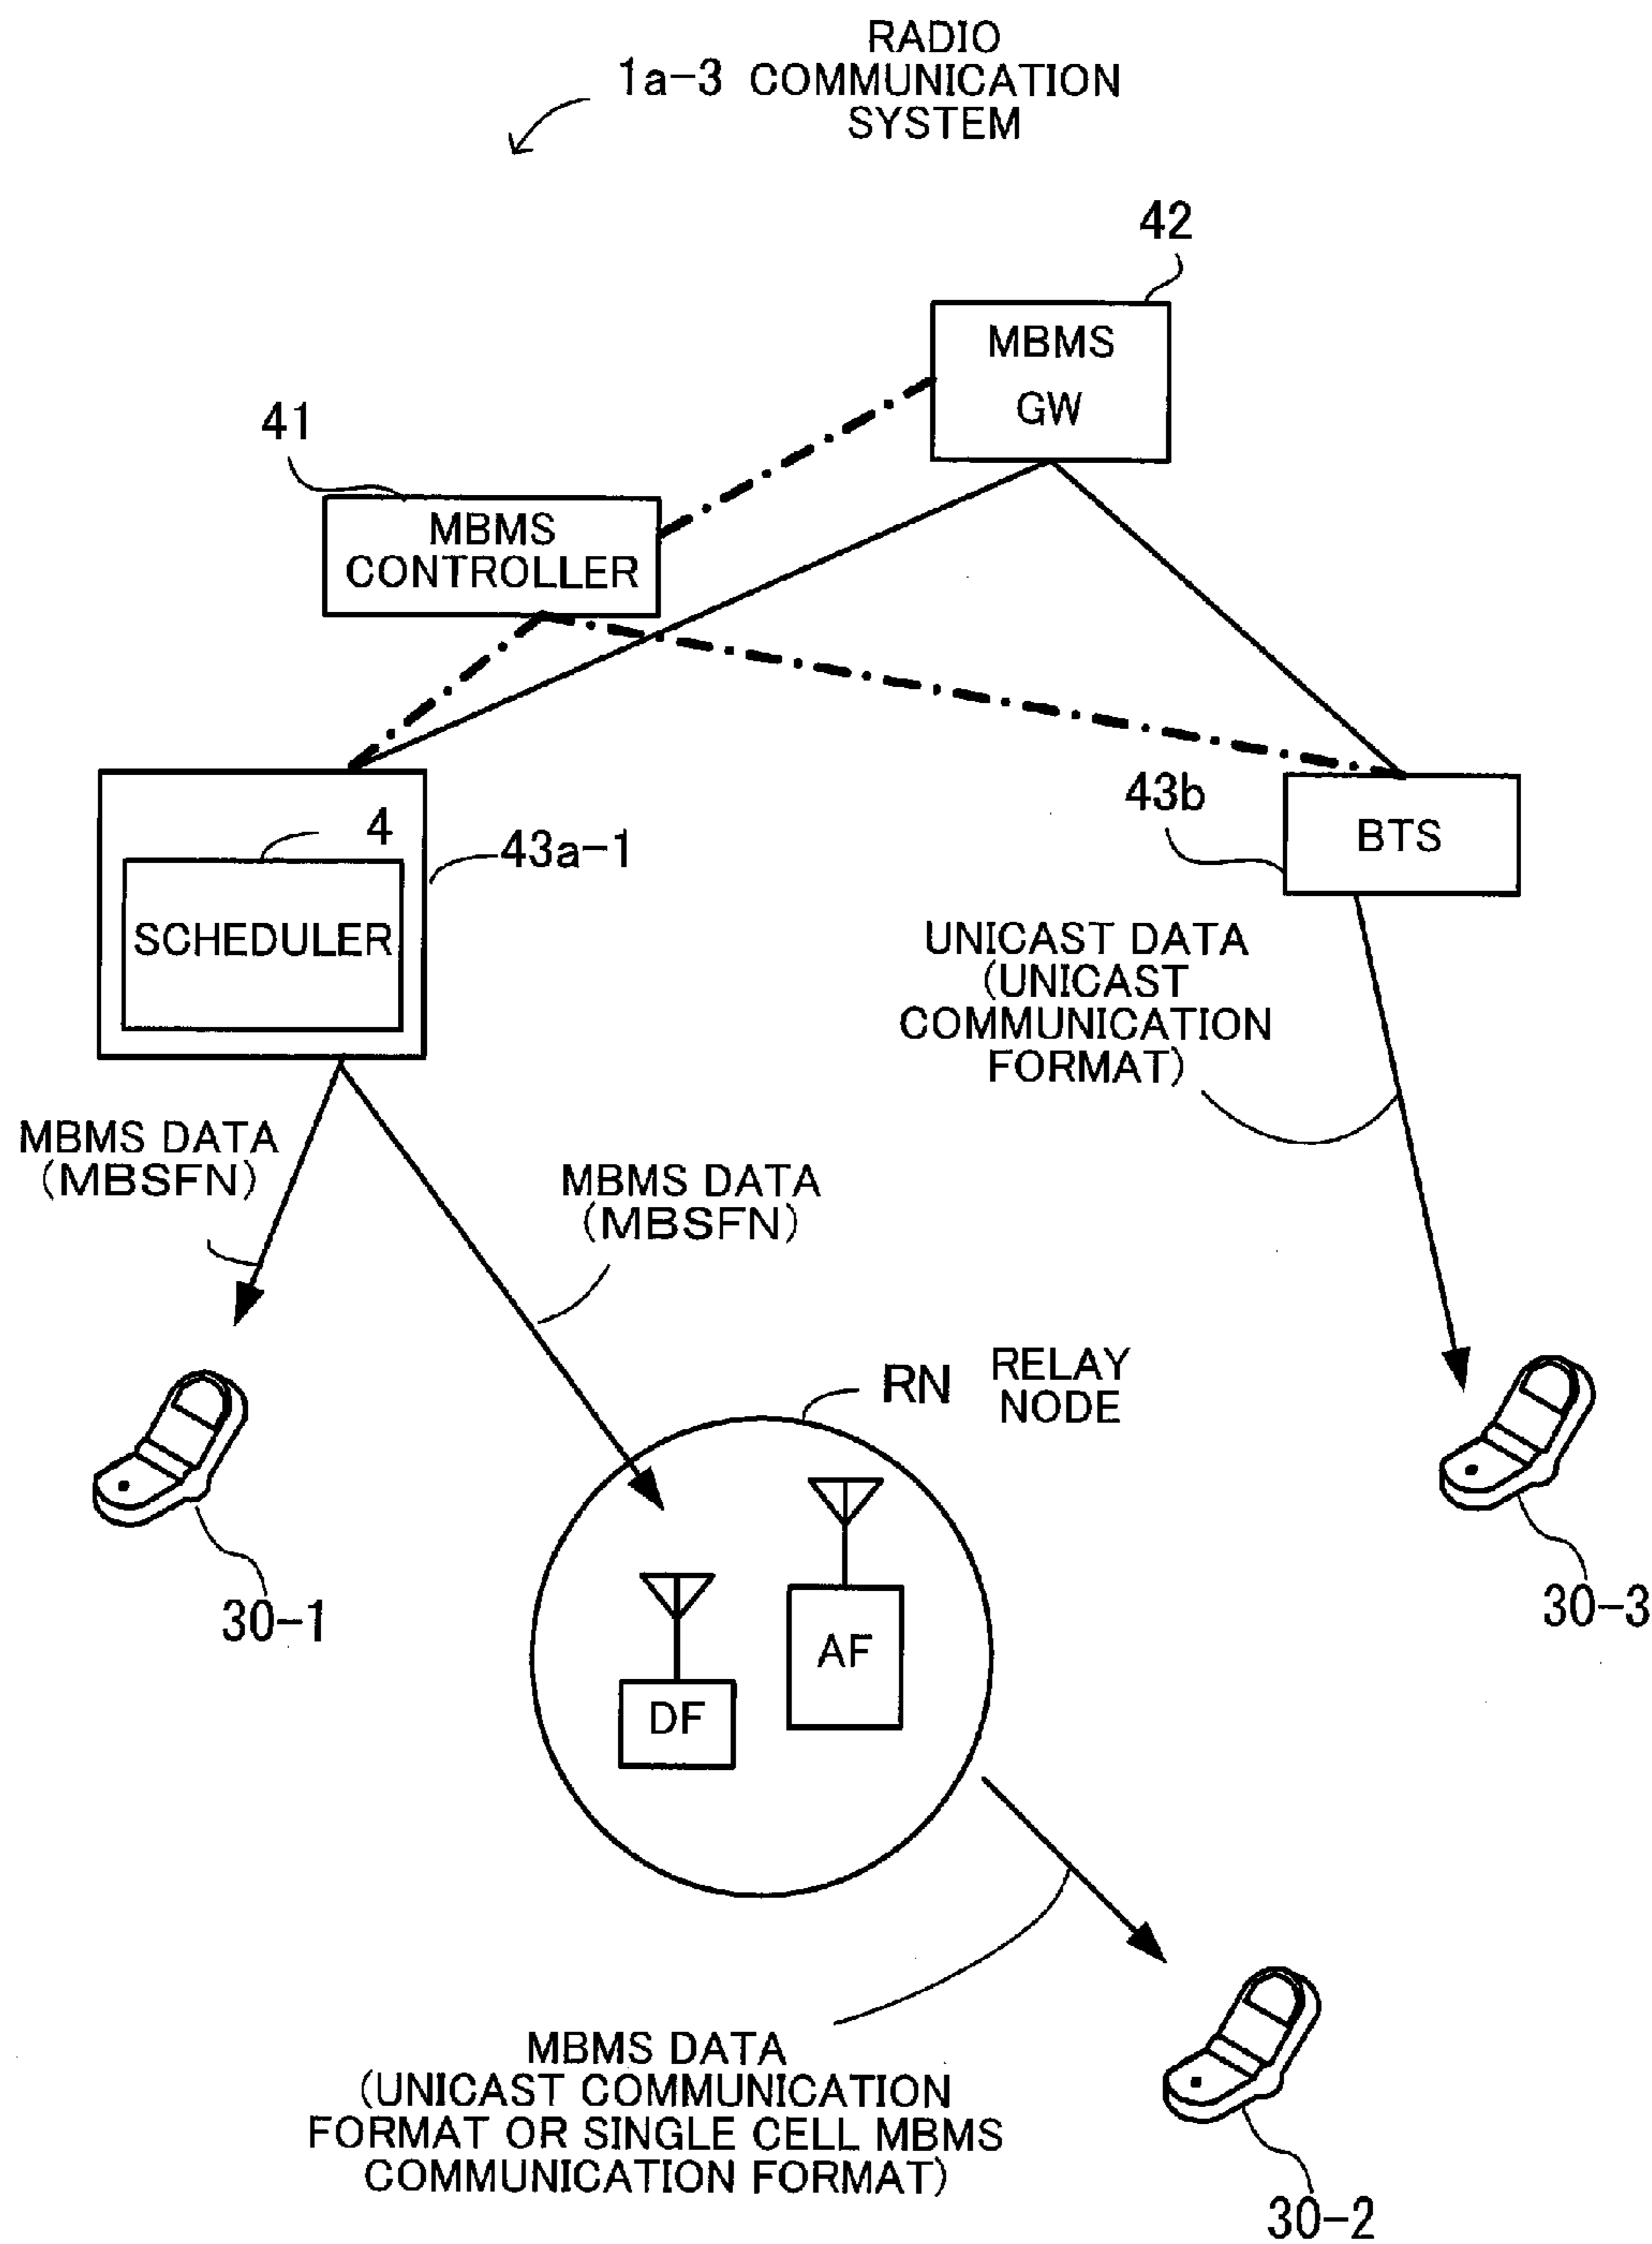 RADIO
1a-3 COMMUNICATION
SYSTEM
42
MBMS
GW
41
MBMS
CONTROLLER
4
43a-1
SCHEDULER
43b
BTS
UNICAST DATA
(UNICAST
COMMUNICATION
FORMAT)
MBMS DATA
(MBSFN)
MBMS DATA
(MBSFN)
RN RELAY
NODE
30-1
30-3
AF
DF
MBMS DATA
(UNICAST COMMUNICATION
FORMAT OR SINGLE CELL MBMS
COMMUNICATION FORMAT)
30-2